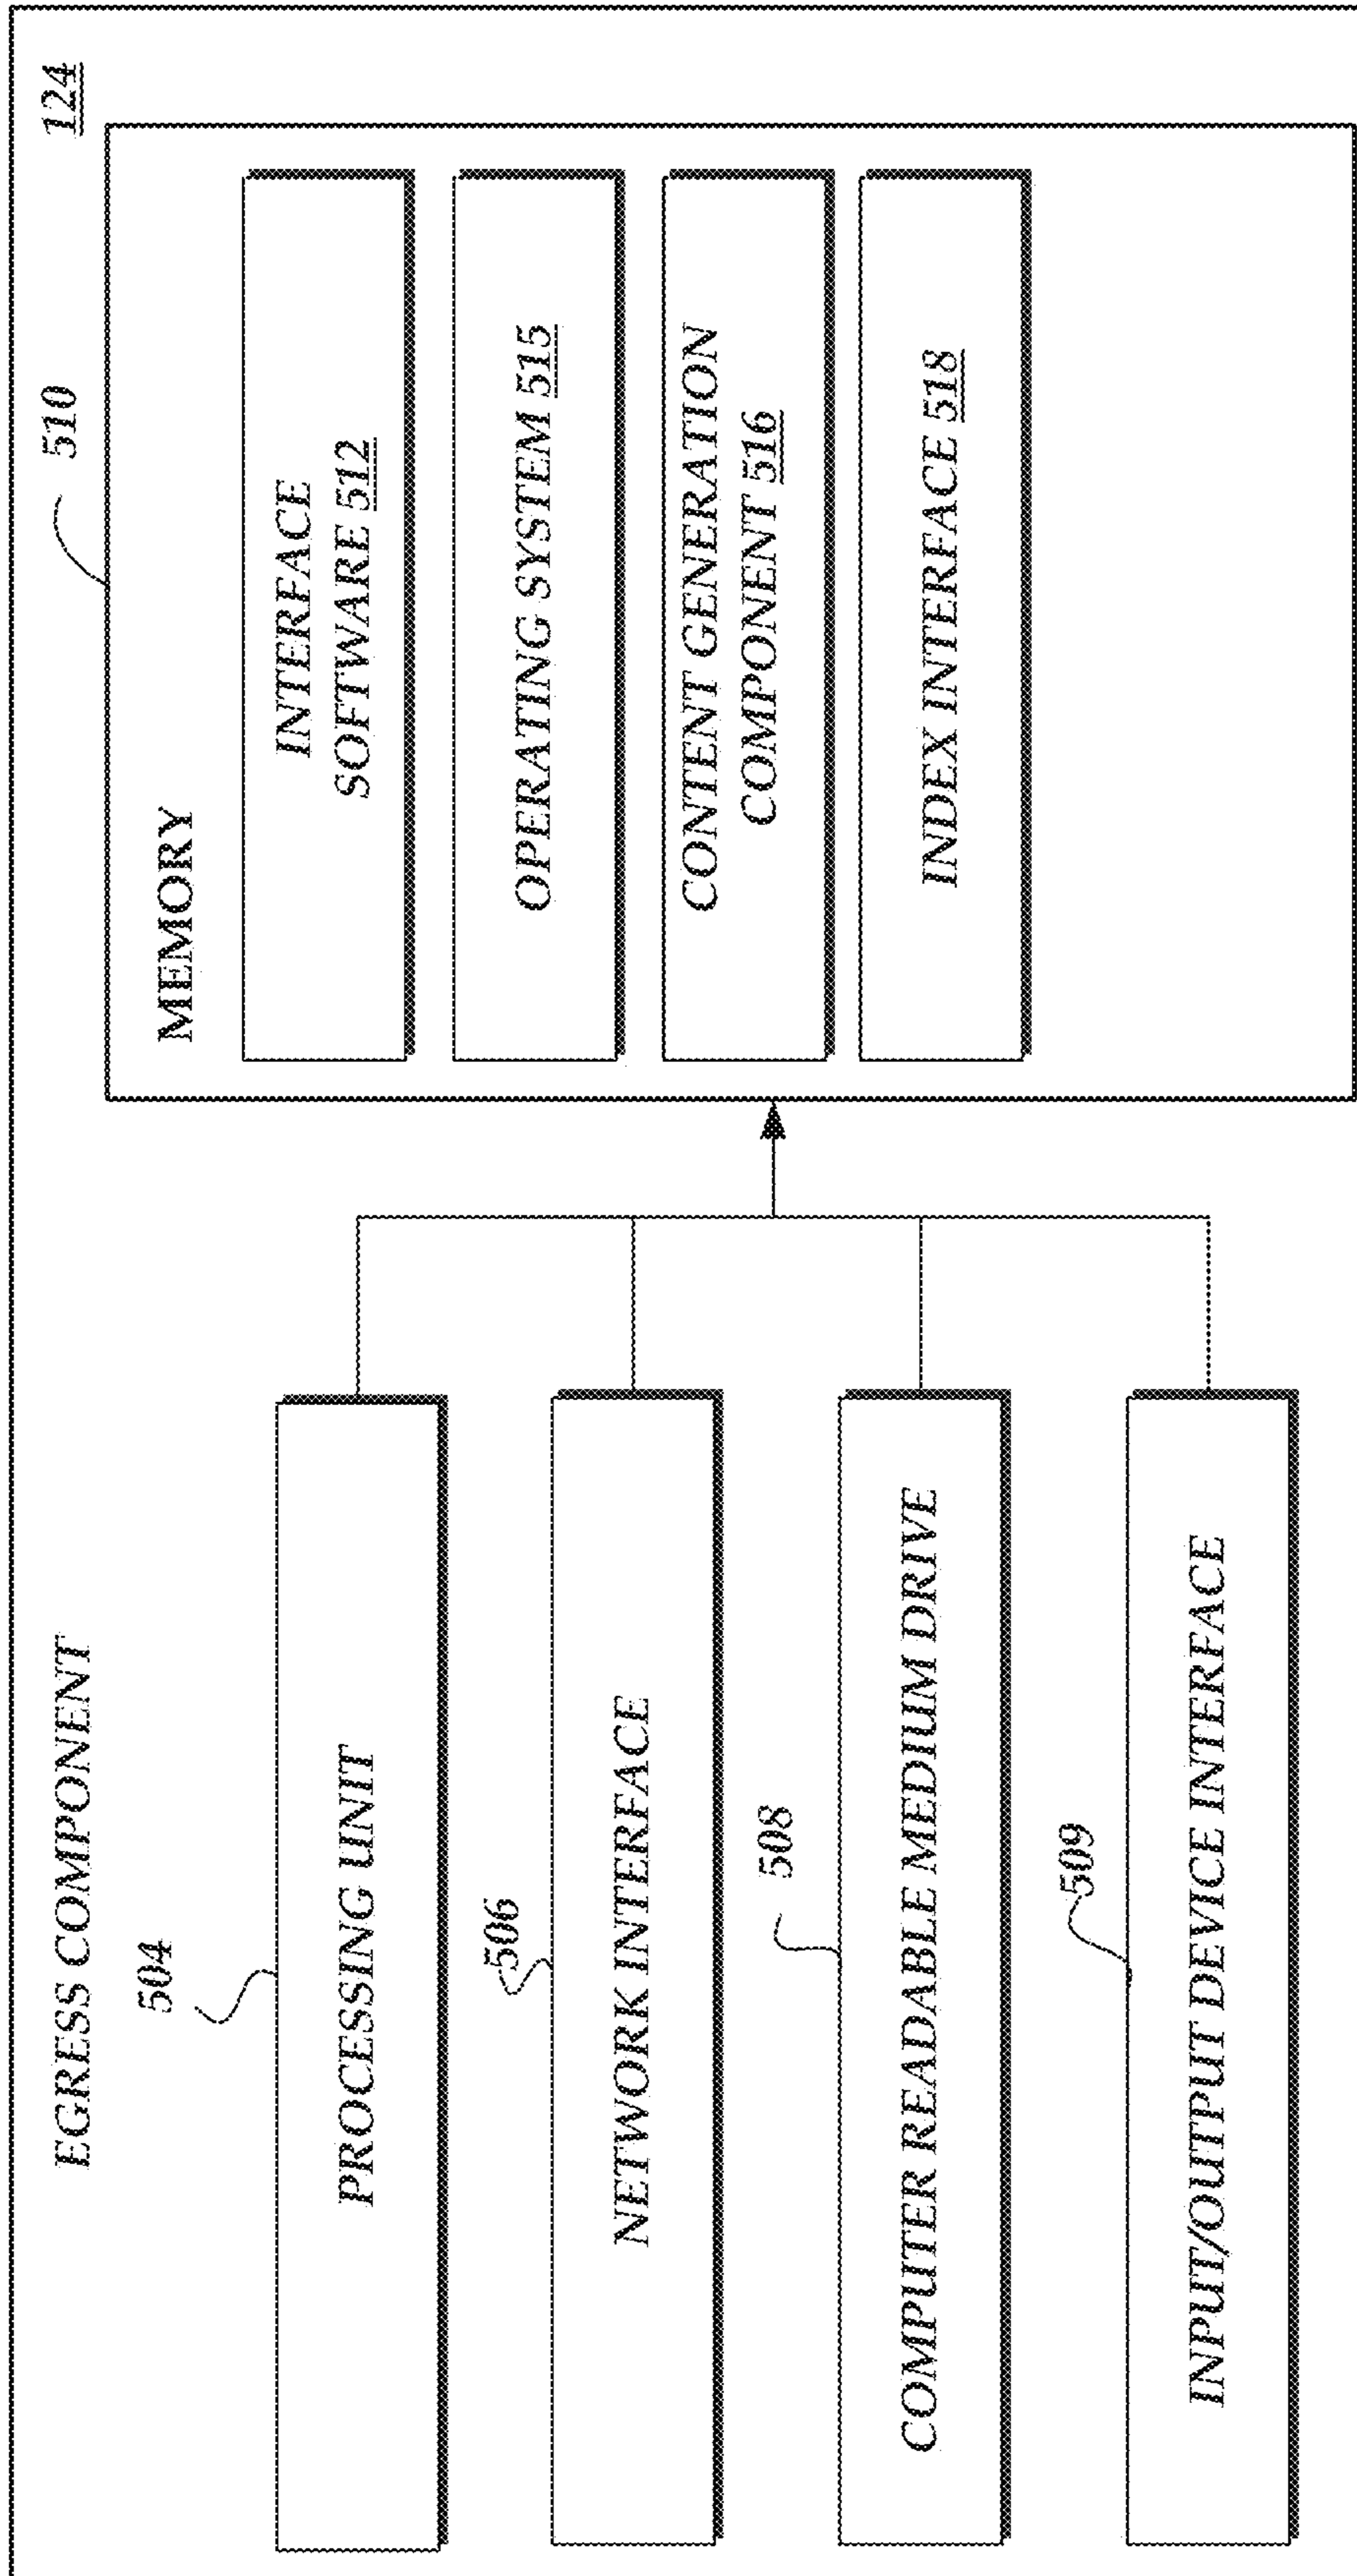 EGRESS COMPONENT
124
504
PROCESSING UNIT
506
NETWORK INTERFACE
508
COMPUTER READABLE MEDIUM DRIVE
509
INPUT/OUTPUT DEVICE INTERFACE
510
MEMORY
INTERFACE
SOFTWARE 512
OPERATING SYSTEM 515
CONTENT GENERATION
COMPONENT 516
INDEX INTERFACE 518